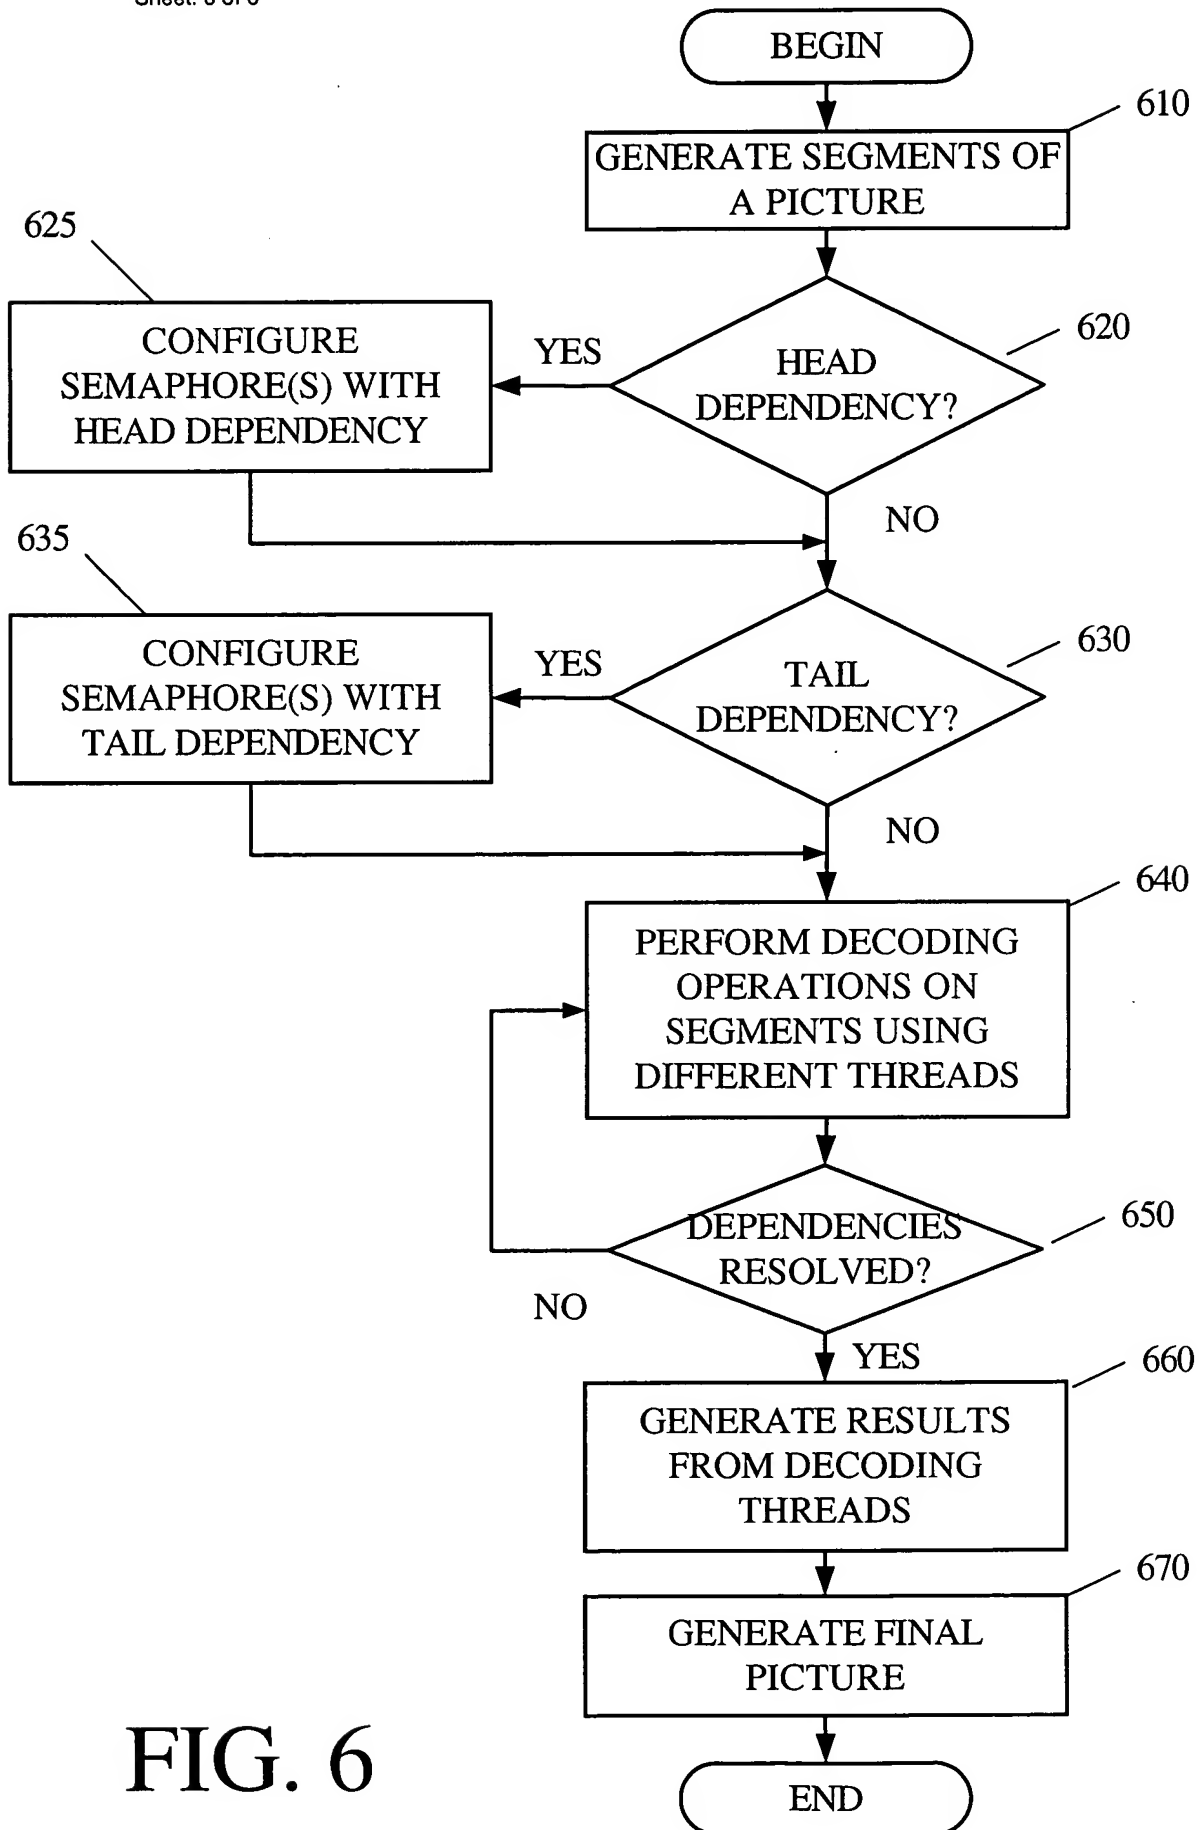 BEGIN
610
GENERATE SEGMENTS OF
A PICTURE
625
CONFIGURE
SEMAPHORE(S) WITH
HEAD DEPENDENCY
YES
HEAD
DEPENDENCY?
620
NO
635
CONFIGURE
SEMAPHORE(S) WITH
TAIL DEPENDENCY
YES
TAIL
DEPENDENCY?
630
NO
640
PERFORM DECODING
OPERATIONS ON
SEGMENTS USING
DIFFERENT THREADS
DEPENDENCIES
RESOLVED?
650
NO
YES
660
GENERATE RESULTS
FROM DECODING
THREADS
670
GENERATE FINAL
PICTURE
FIG. 6
END